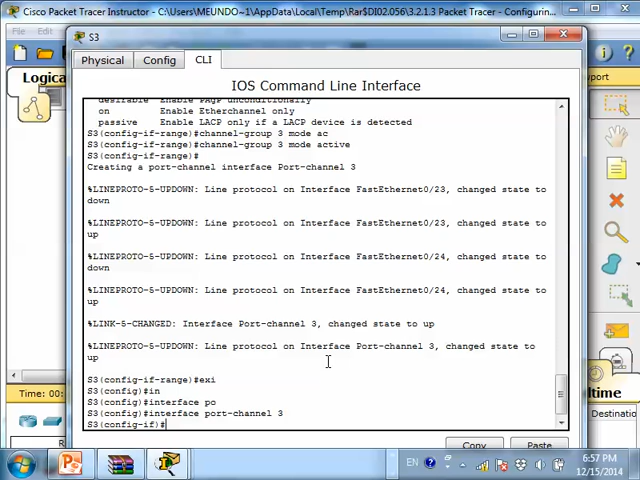 Cisco Packet Tracer Instructor - C:\Users\MEUNDO~1\AppData\Local\Temp\Rar$DI02.056\3.2.1.3 Packet Tracer - Configurin...
File Edit
S3
Physical Config CLI
Logica
port
IOS Command Line Interface
desirable Enable PAgP unconditionally
on Enable Etherchannel only
passive Enable LACP only if a LACP device is detected
S3(config-if-range)#channel-group 3 mode ac
S3(config-if-range)#channel-group 3 mode active
S3(config-if-range)#
Creating a port-channel interface Port-channel 3
%LINEPROTO-5-UPDOWN: Line protocol on Interface FastEthernet0/23, changed state to
down
%LINEPROTO-5-UPDOWN: Line protocol on Interface FastEthernet0/23, changed state to
up
%LINEPROTO-5-UPDOWN: Line protocol on Interface FastEthernet0/24, changed state to
down
%LINEPROTO-5-UPDOWN: Line protocol on Interface FastEthernet0/24, changed state to
up
%LINK-5-CHANGED: Interface Port-channel 3, changed state to up
%LINEPROTO-5-UPDOWN: Line protocol on Interface Port-channel 3, changed state to
up
S3(config-if-range)#exi
S3(config)#in
S3(config)#interface po
S3(config)#interface port-channel 3
S3(config-if)#
Time: 00:
Destinatio
Copy Paste
EN
6:57 PM
12/15/2014